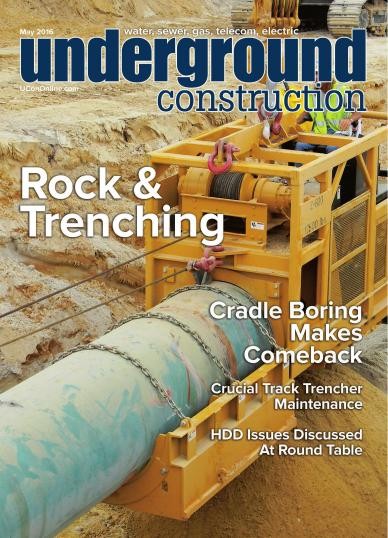 May 2016
water, sewer, gas, telecom, electric
underground
construction
UConOnline.com
Rock &
Trenching
Cradle Boring
Makes
Comeback
Crucial Track Trencher
Maintenance
HDD Issues Discussed
At Round Table